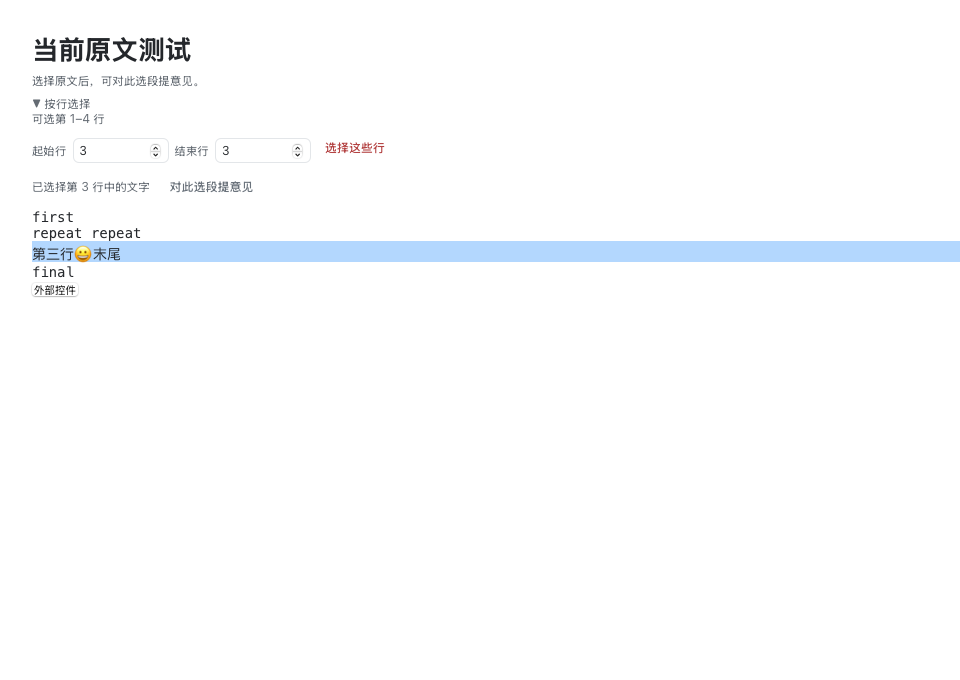 当前原文测试
选择原文后，可对此选段提意见。
▼ 按行选择
可选第 1–4 行
起始行 3 结束行 3 选择这些行
已选择第 3 行中的文字 对此选段提意见
first
repeat repeat
第三行😀末尾
final
外部控件